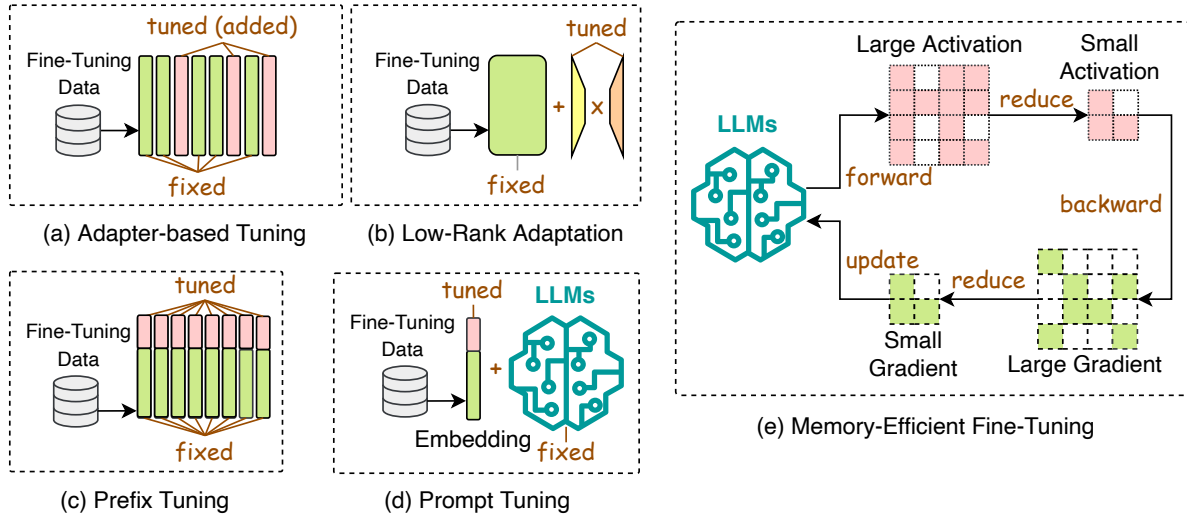 tuned (added)
Fine-Tuning
Data
fixed
(a) Adapter-based Tuning
tuned
Fine-Tuning
Data
+
x
fixed
(b) Low-Rank Adaptation
tuned
Fine-Tuning
Data
fixed
(c) Prefix Tuning
tuned
LLMs
Fine-Tuning
Data
+
Embedding
fixed
(d) Prompt Tuning
Large Activation
Small
Activation
reduce
LLMs
forward
backward
update
reduce
Small
Gradient
Large Gradient
(e) Memory-Efficient Fine-Tuning